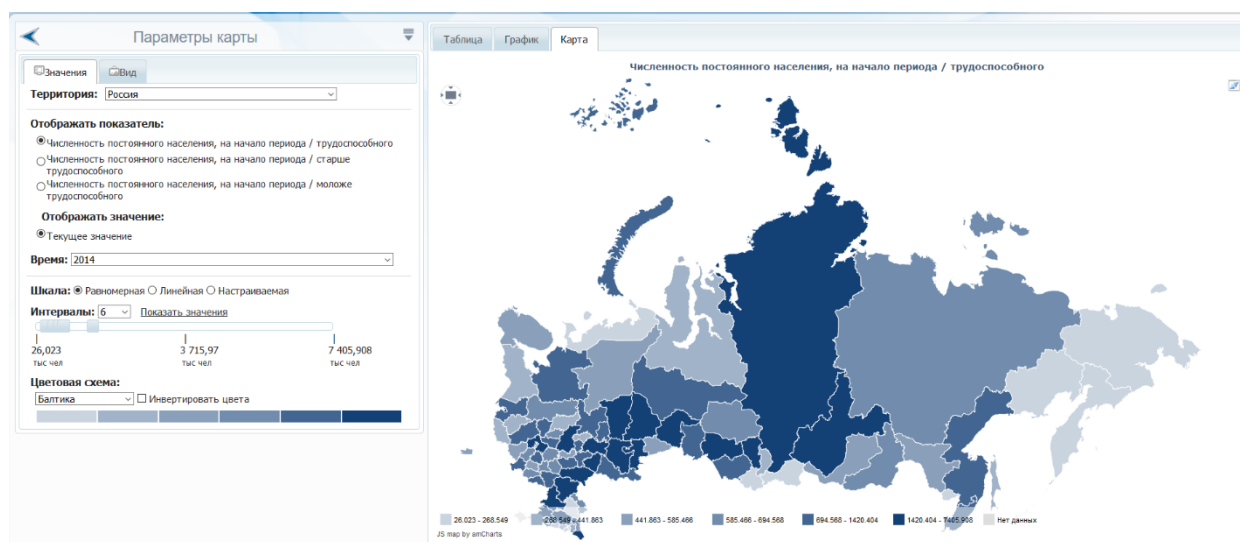 Параметры карты
Значения
Вид
Территория: Россия
Отображать показатель:
Численность постоянного населения, на начало периода / трудоспособного
Численность постоянного населения, на начало периода / старше
трудоспособного
Численность постоянного населения, на начало периода / моложе
трудоспособного
Отображать значение:
Текущее значение
Время: 2014
Шкала: Равномерная Линейная Настраиваемая
Интервалы: 6 Показать значения
26,023 3 715,97 7 405,908
тыс чел тыс чел тыс чел
Цветовая схема:
Балтика Инвертировать цвета
Таблица График Карта
Численность постоянного населения, на начало периода / трудоспособного
26.023 - 268.549 268.549 - 441.863 441.863 - 585.466 585.466 - 694.568 694.568 - 1420.404 1420.404 - 7405.908 Нет данных
JS map by amCharts